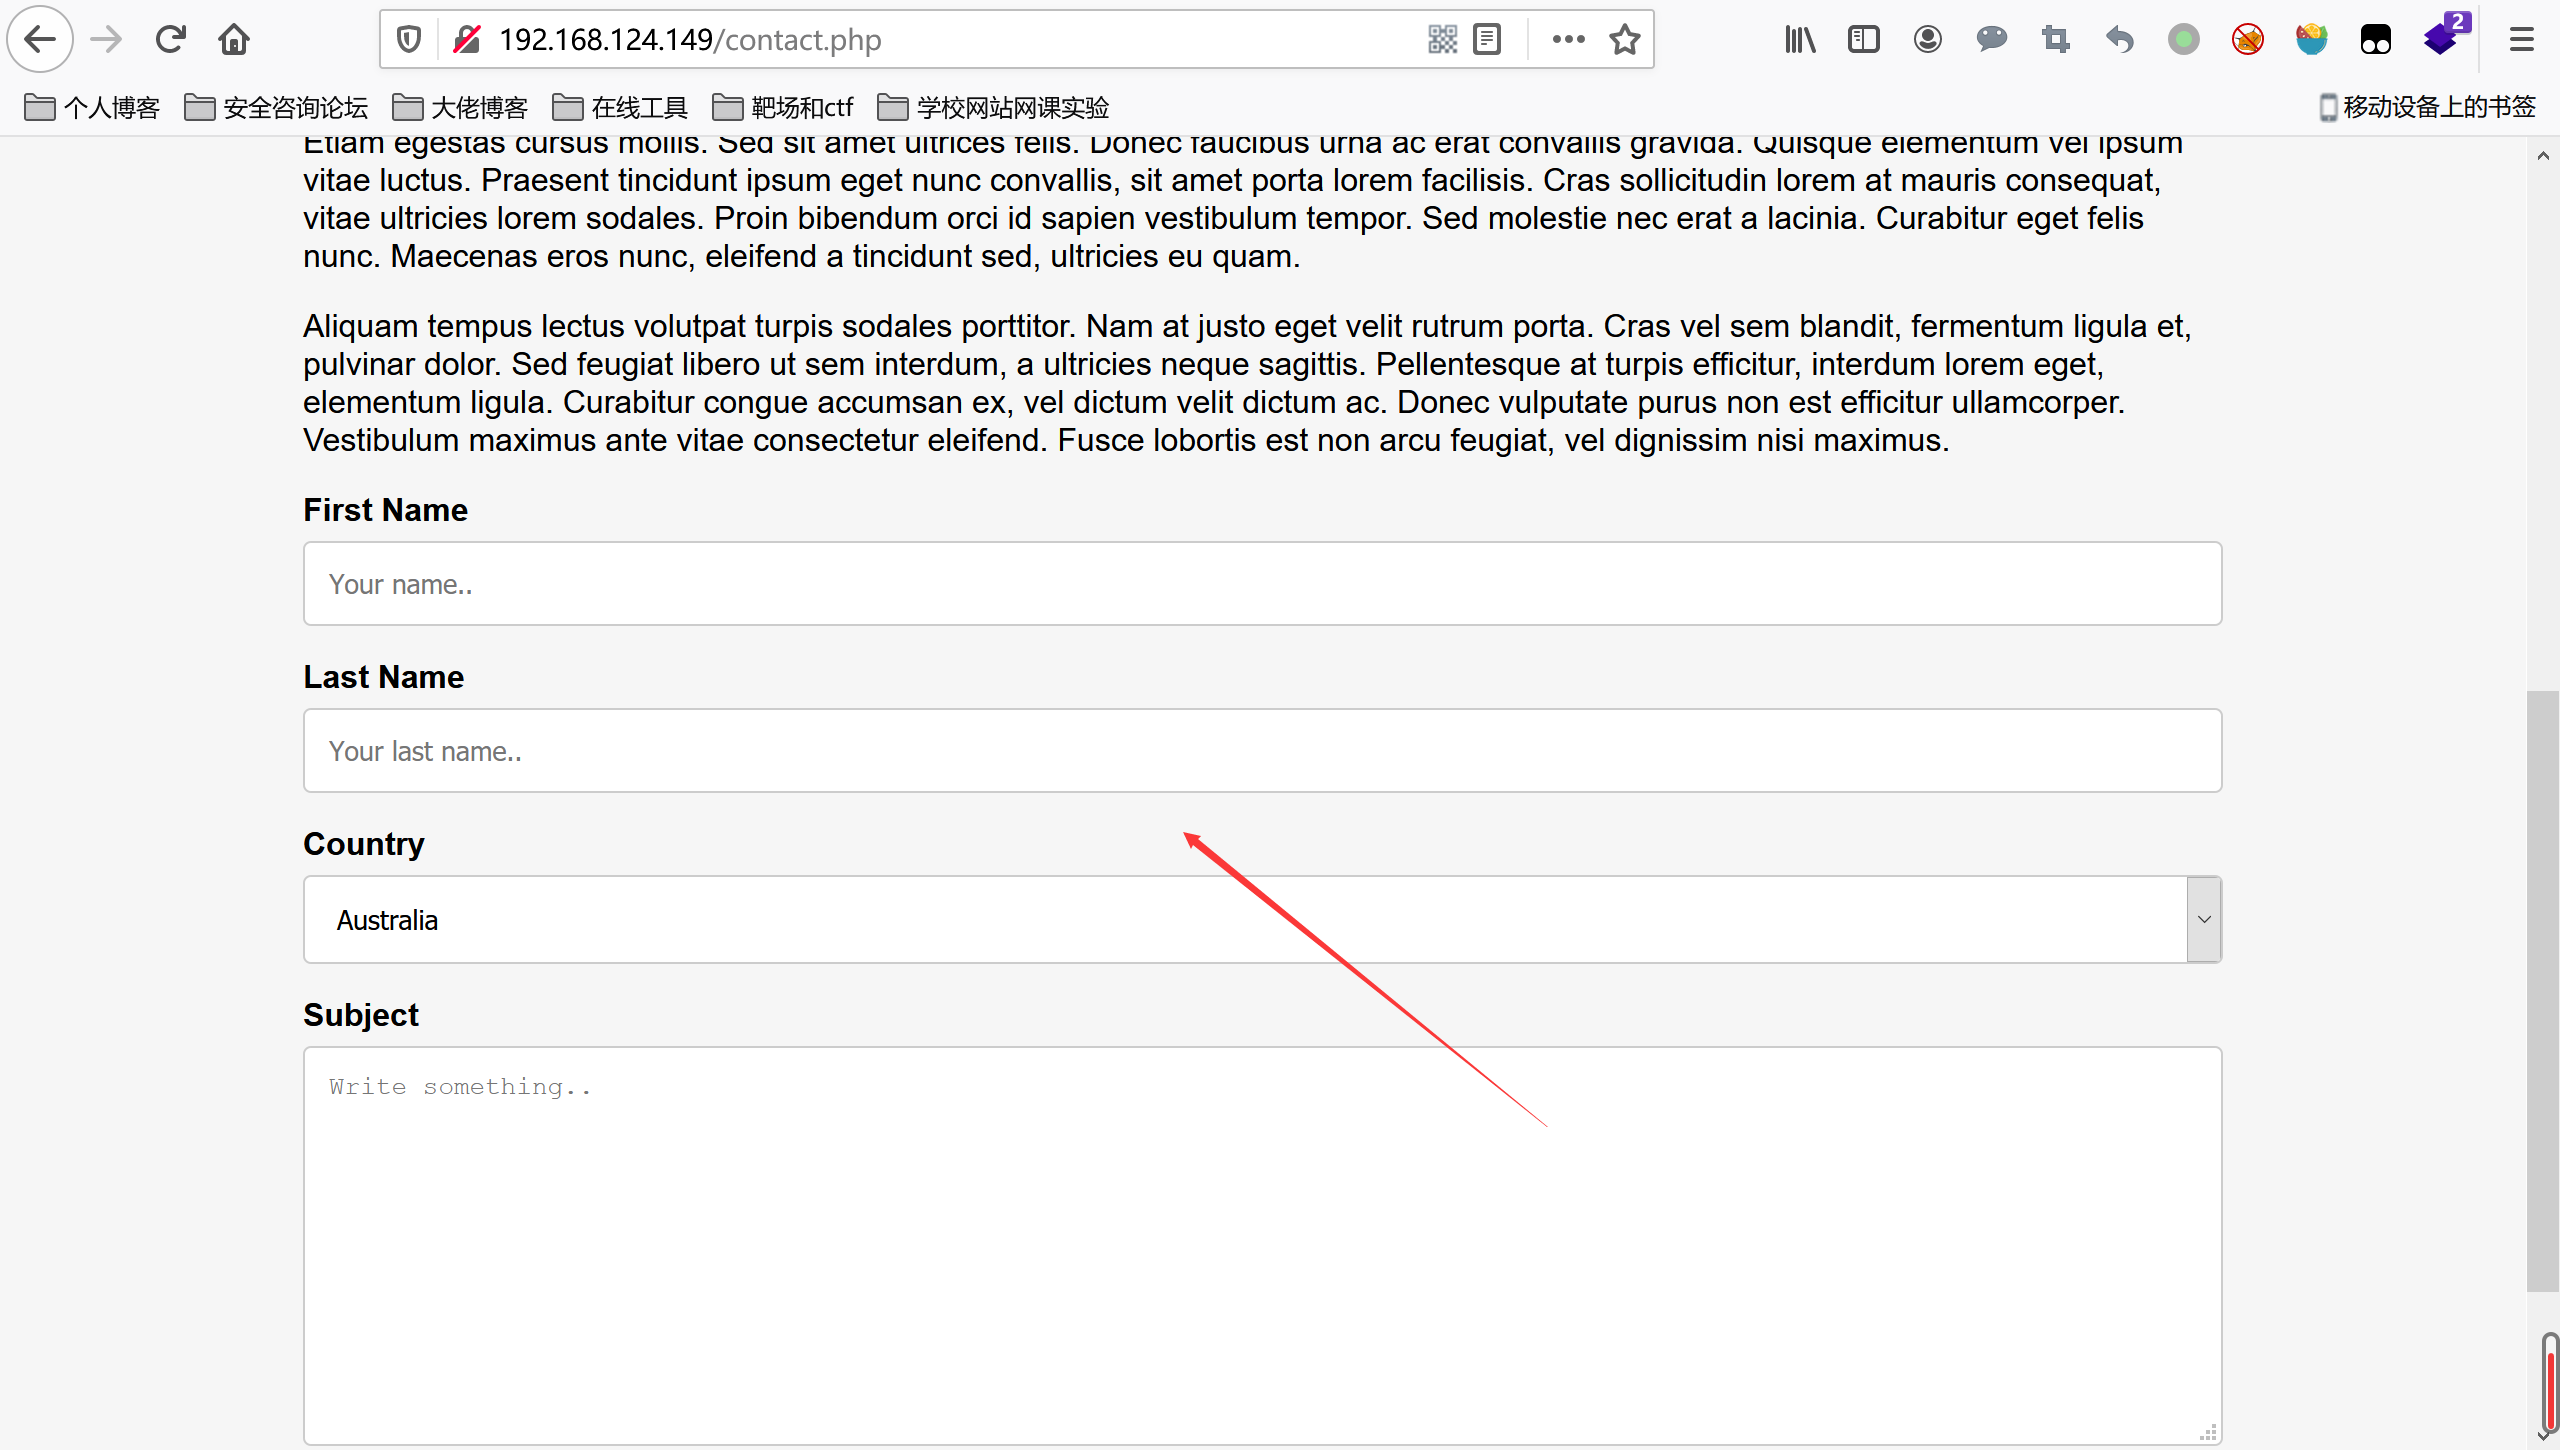 192.168.124.149/contact.php
2
个人博客 安全咨询论坛 大佬博客 在线工具 靶场和ctf 学校网站网课实验 移动设备上的书签
Etiam egestas cursus mollis. Sed sit amet ultrices felis. Donec faucibus urna ac erat convallis gravida. Quisque elementum vel ipsum
vitae luctus. Praesent tincidunt ipsum eget nunc convallis, sit amet porta lorem facilisis. Cras sollicitudin lorem at mauris consequat,
vitae ultricies lorem sodales. Proin bibendum orci id sapien vestibulum tempor. Sed molestie nec erat a lacinia. Curabitur eget felis
nunc. Maecenas eros nunc, eleifend a tincidunt sed, ultricies eu quam.
Aliquam tempus lectus volutpat turpis sodales porttitor. Nam at justo eget velit rutrum porta. Cras vel sem blandit, fermentum ligula et,
pulvinar dolor. Sed feugiat libero ut sem interdum, a ultricies neque sagittis. Pellentesque at turpis efficitur, interdum lorem eget,
elementum ligula. Curabitur congue accumsan ex, vel dictum velit dictum ac. Donec vulputate purus non est efficitur ullamcorper.
Vestibulum maximus ante vitae consectetur eleifend. Fusce lobortis est non arcu feugiat, vel dignissim nisi maximus.
First Name
Your name..
Last Name
Your last name..
Country
Australia
Subject
Write something..